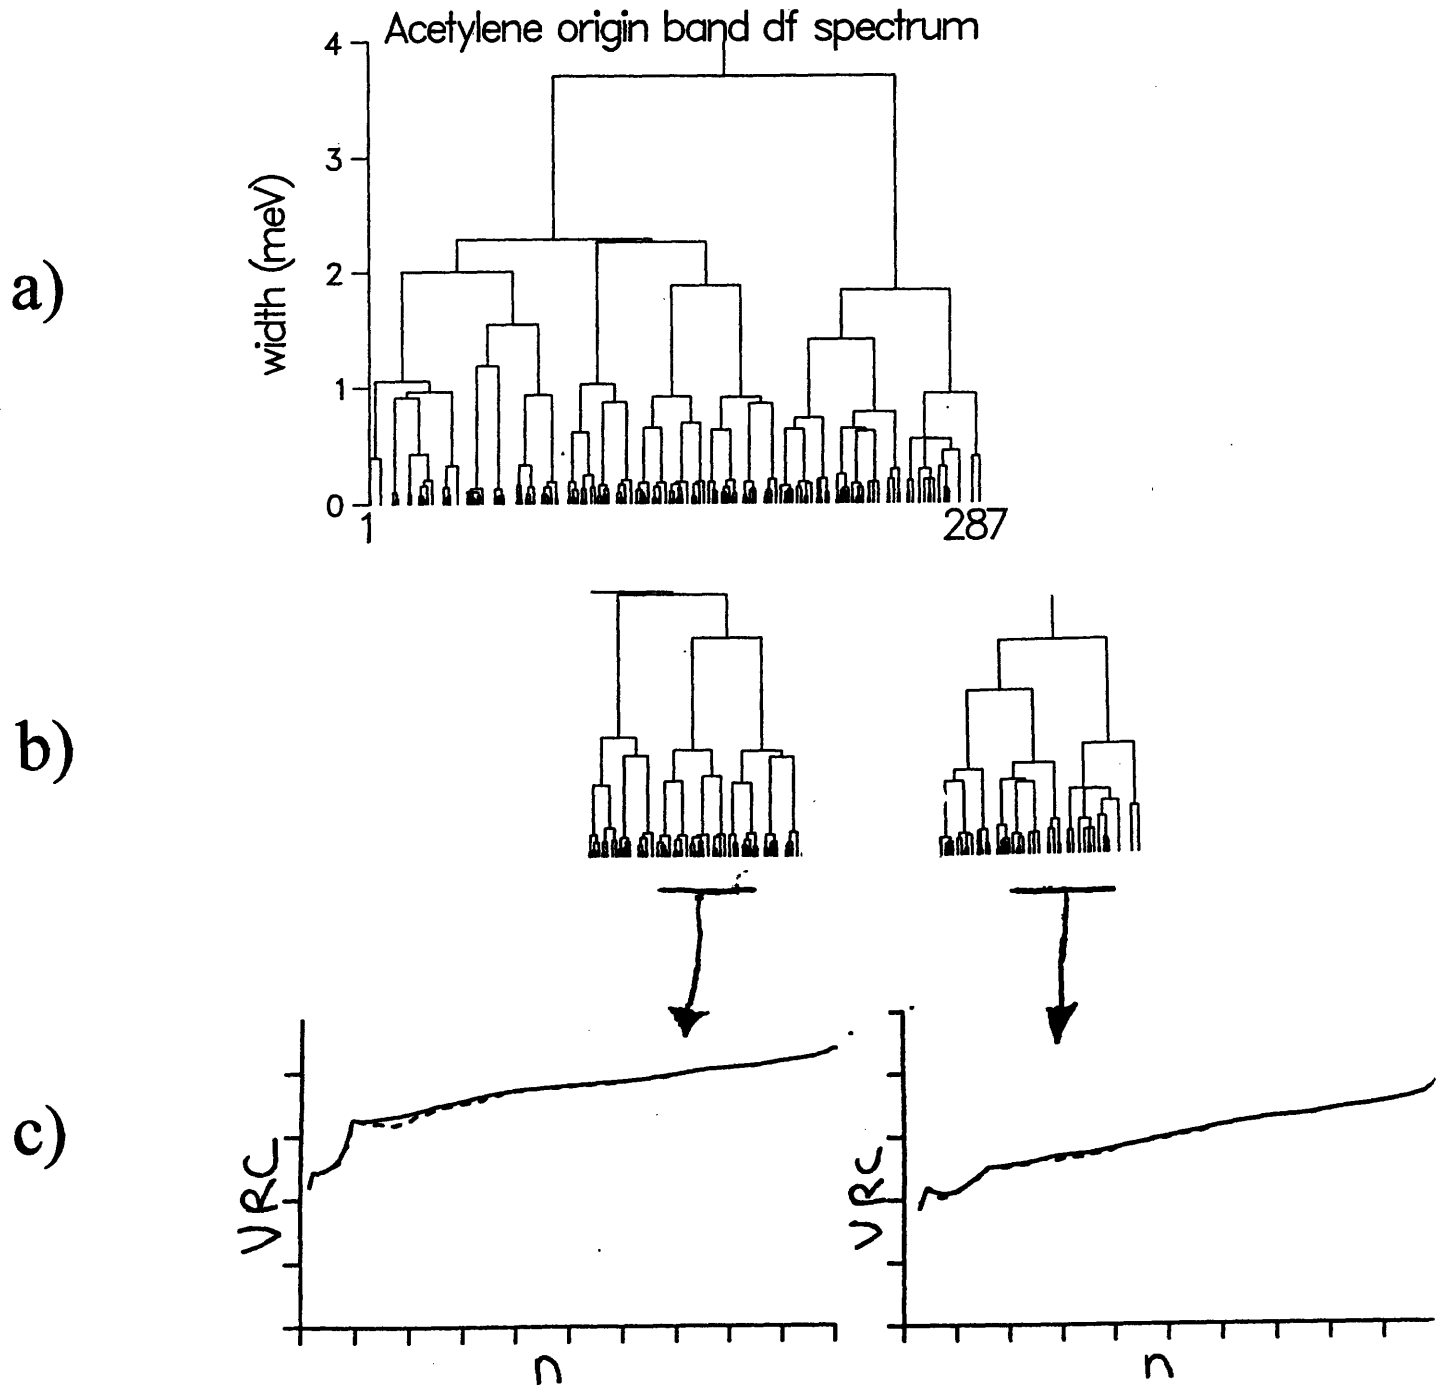 Acetylene origin band df spectrum
4
3
2
1
0
width (meV)
1
287
a)
b)
c)
VRC
n
VRC
n